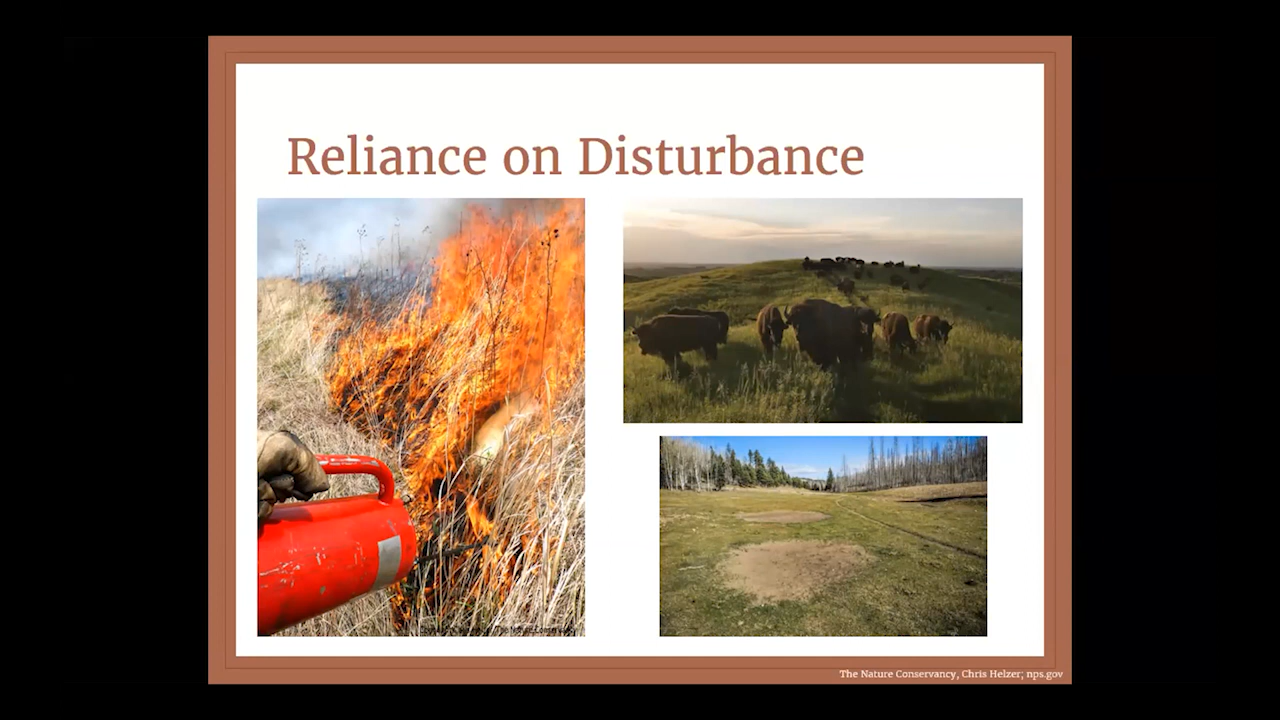 Reliance on Disturbance
The Nature Conservancy, Chris Helzer; nps.gov